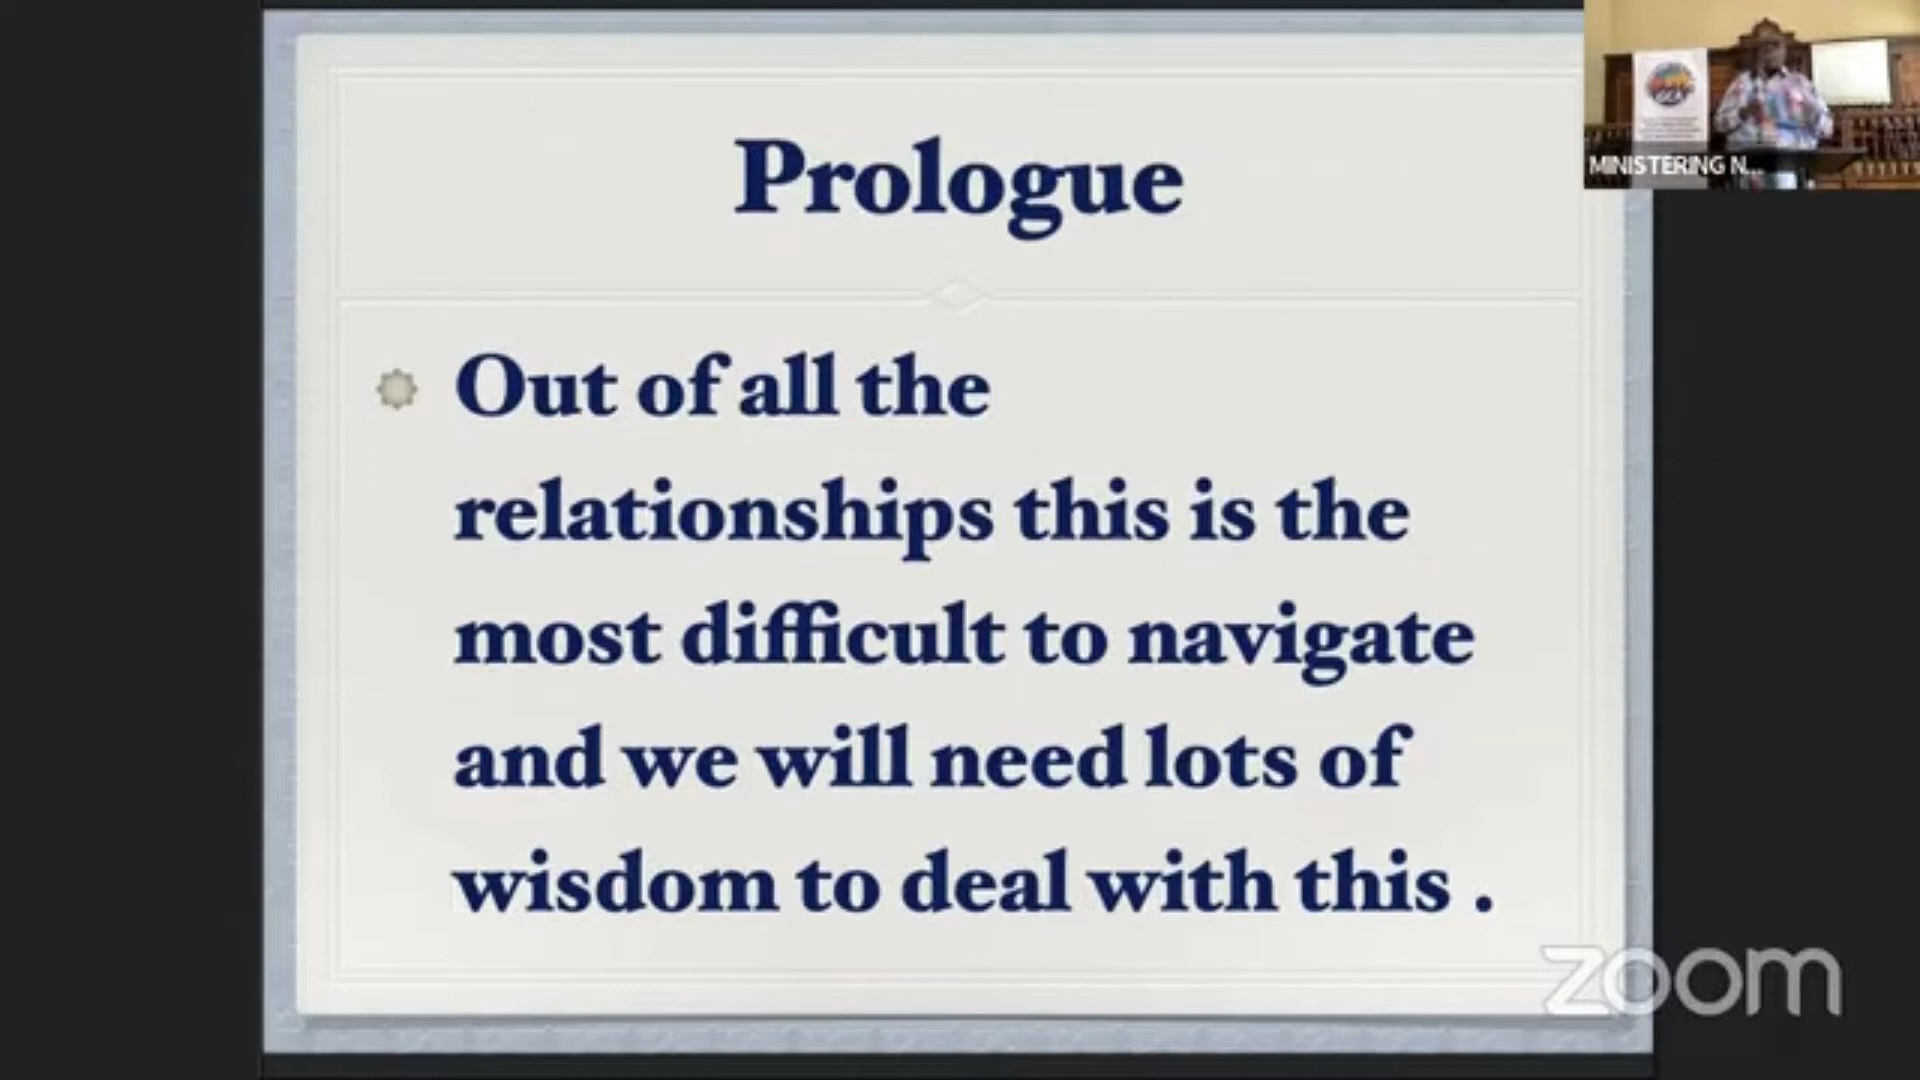 Prologue
Out of all the
relationships this is the
most difficult to navigate
and we will need lots of
wisdom to deal with this .
MINISTERING N...
zoom